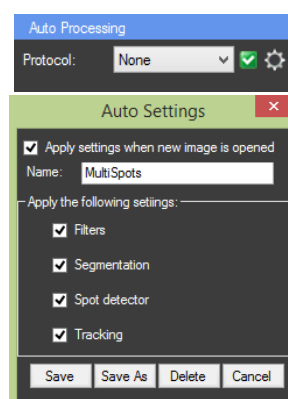 Auto Processing
Protocol: None
Auto Settings
Apply settings when new image is opened
Name: MultiSpots
Apply the following setiings:
Filters
Segmentation
Spot detector
Tracking
Save Save As Delete Cancel